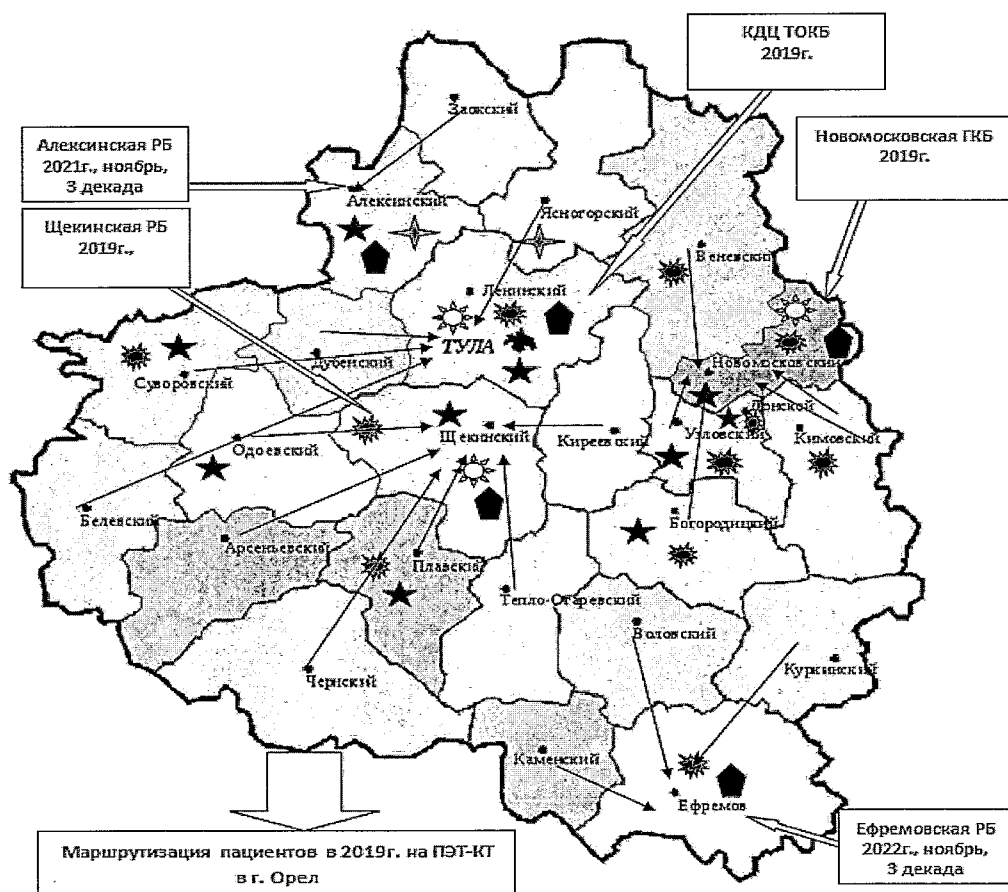 КДЦ ТОКБ
2019г.
Алексинская РБ
2021г., ноябрь,
3 декада
Новомосковская ГКБ
2019г.
Щекинская РБ
2019г.,
Заокский
Алексинский
Ясногорский
Веневский
Ленинский
ТУЛА
Дубенский
Суворовский
Новомосковский
Донской
Узловский
Кимовский
Киреевский
Щекинский
Одоевский
Белевский
Арсеньевский
Плавский
Богородицкий
Тепло-Огаревский
Воловский
Куркинский
Чернский
Каменский
Ефремов
Маршрутизация пациентов в 2019г. на ПЭТ-КТ
в г. Орел
Ефремовская РБ
2022г., ноябрь,
3 декада